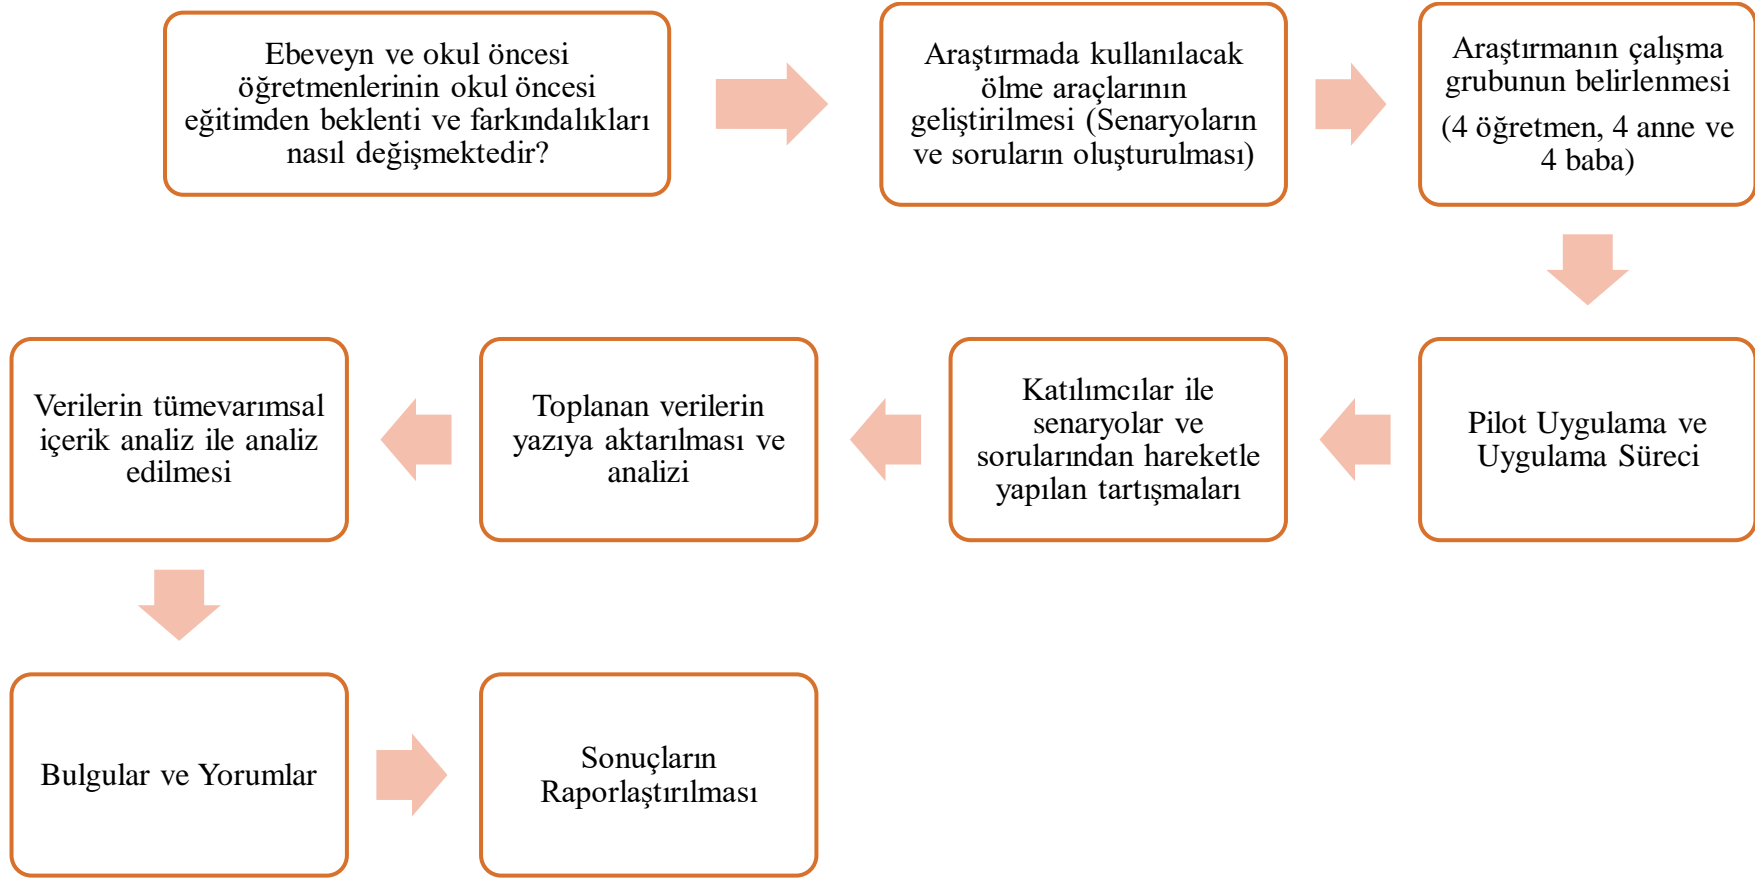 Ebeveyn ve okul öncesi
öğretmenlerinin okul öncesi
eğitimden beklenti ve farkındalıkları
nasıl değişmektedir?
Araştırmada kullanılacak
ölme araçlarının
geliştirilmesi (Senaryoların
ve soruların oluşturulması)
Araştırmanın çalışma
grubunun belirlenmesi
(4 öğretmen, 4 anne ve
4 baba)
Pilot Uygulama ve
Uygulama Süreci
Katılımcılar ile
senaryolar ve
sorularından hareketle
yapılan tartışmaları
Toplanan verilerin
yazıya aktarılması ve
analizi
Verilerin tümevarımsal
içerik analiz ile analiz
edilmesi
Bulgular ve Yorumlar
Sonuçların
Raporlaştırılması